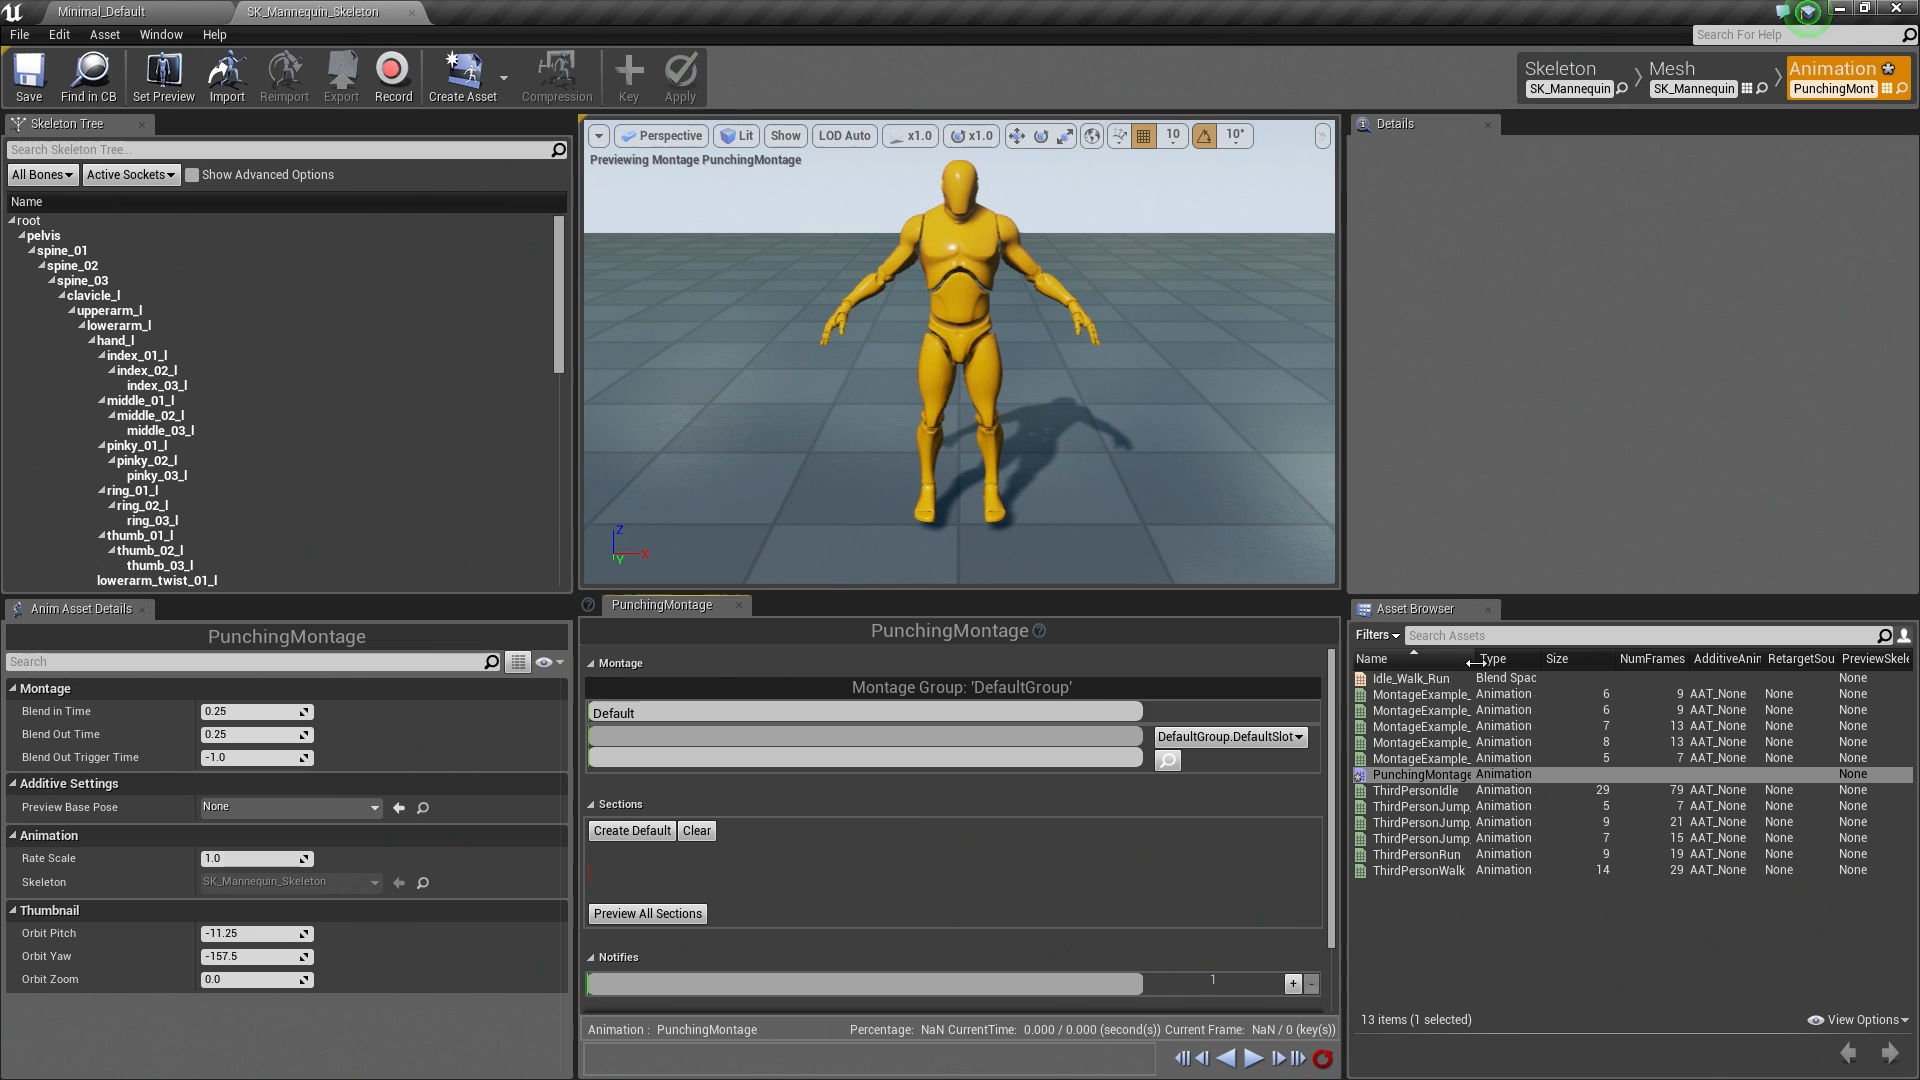 Minimal_Default
SK_Mannequin_Skeleton
File Edit Asset Window Help
Search For Help
Save Find in CB Set Preview Import Reimport Export Record Create Asset Compression Key Apply
Skeleton
SK_Mannequin
Mesh
SK_Mannequin
Animation
PunchingMont
Skeleton Tree
Search Skeleton Tree...
All Bones Active Sockets Show Advanced Options
Name
root
pelvis
spine_01
spine_02
spine_03
clavicle_l
upperarm_l
lowerarm_l
hand_l
index_01_l
index_02_l
index_03_l
middle_01_l
middle_02_l
middle_03_l
pinky_01_l
pinky_02_l
pinky_03_l
ring_01_l
ring_02_l
ring_03_l
thumb_01_l
thumb_02_l
thumb_03_l
lowerarm_twist_01_l
Perspective Lit Show LOD Auto x1.0 x1.0 10 10°
Previewing Montage PunchingMontage
Z
X
Y
Details
Anim Asset Details
PunchingMontage
Search
Montage
Blend in Time 0.25
Blend Out Time 0.25
Blend Out Trigger Time -1.0
Additive Settings
Preview Base Pose None
Animation
Rate Scale 1.0
Skeleton SK_Mannequin_Skeleton
Thumbnail
Orbit Pitch -11.25
Orbit Yaw -157.5
Orbit Zoom 0.0
PunchingMontage
PunchingMontage
Montage
Montage Group: 'DefaultGroup'
Default
DefaultGroup.DefaultSlot
Sections
Create Default Clear
Preview All Sections
Notifies
1 + -
Animation : PunchingMontage Percentage: NaN CurrentTime: 0.000 / 0.000 (second(s)) Current Frame: NaN / 0 (key(s))
Asset Browser
Filters Search Assets
Name Type Size NumFrames AdditiveAnim RetargetSou PreviewSkele
Idle_Walk_Run Blend Spac None
MontageExample_ Animation 6 9 AAT_None None None
MontageExample_ Animation 6 9 AAT_None None None
MontageExample_ Animation 7 13 AAT_None None None
MontageExample_ Animation 8 13 AAT_None None None
MontageExample_ Animation 5 7 AAT_None None None
PunchingMontage Animation None
ThirdPersonIdle Animation 29 79 AAT_None None None
ThirdPersonJump_ Animation 5 7 AAT_None None None
ThirdPersonJump_ Animation 9 21 AAT_None None None
ThirdPersonJump_ Animation 7 15 AAT_None None None
ThirdPersonRun Animation 9 19 AAT_None None None
ThirdPersonWalk Animation 14 29 AAT_None None None
13 items (1 selected)
View Options